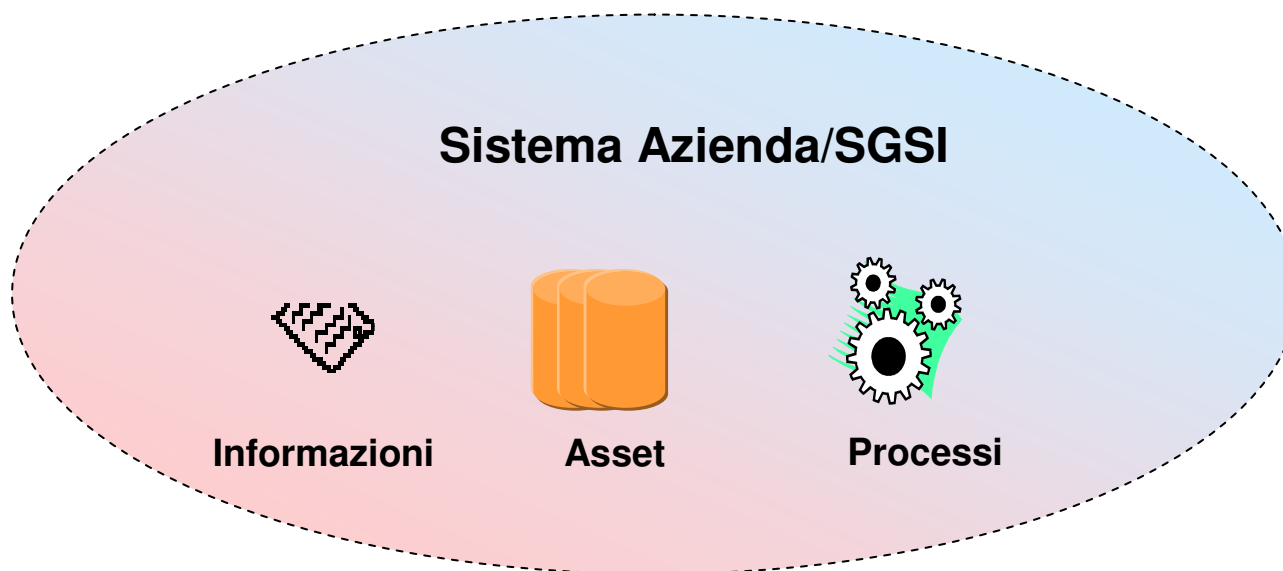 Sistema Azienda/SGSI
Informazioni
Asset
Processi